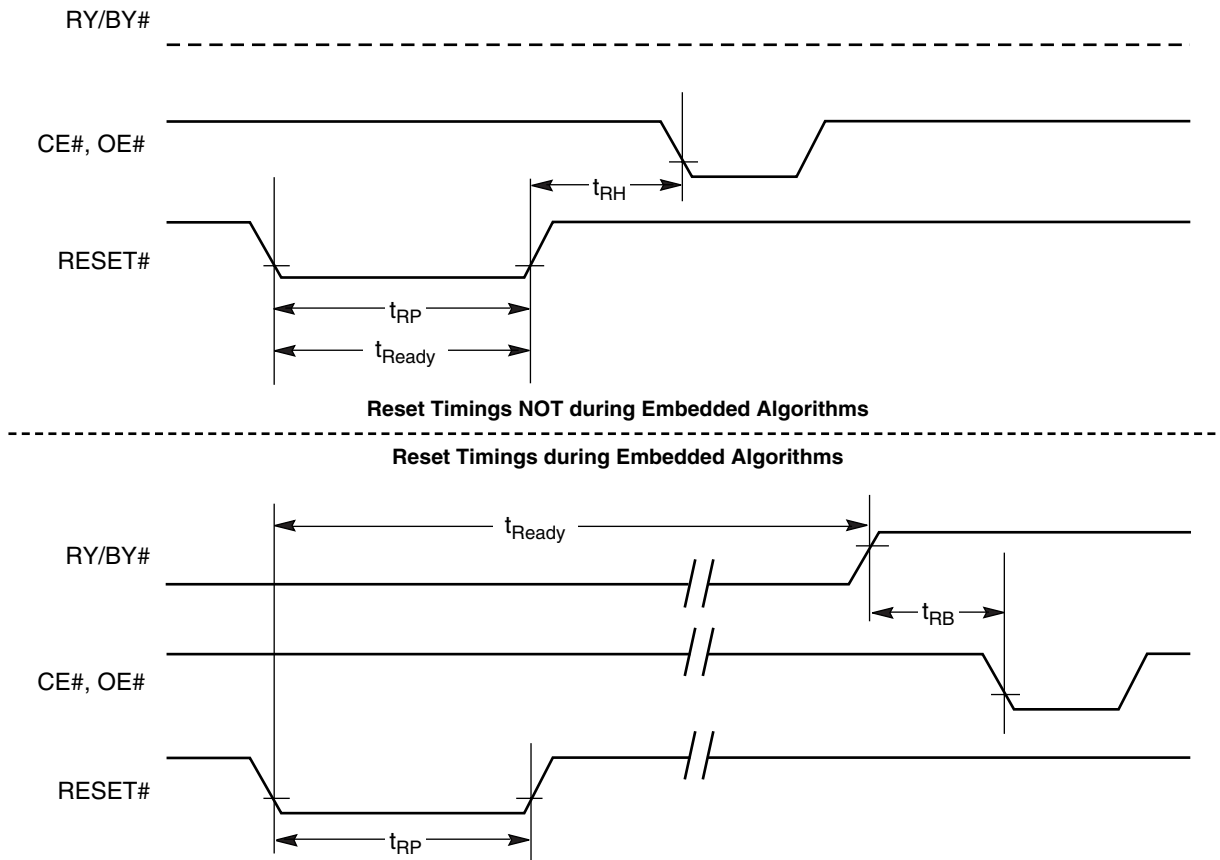 RY/BY#
CE#, OE#
tRH
RESET#
tRP
tReady
Reset Timings NOT during Embedded Algorithms
Reset Timings during Embedded Algorithms
tReady
RY/BY#
tRB
CE#, OE#
RESET#
tRP